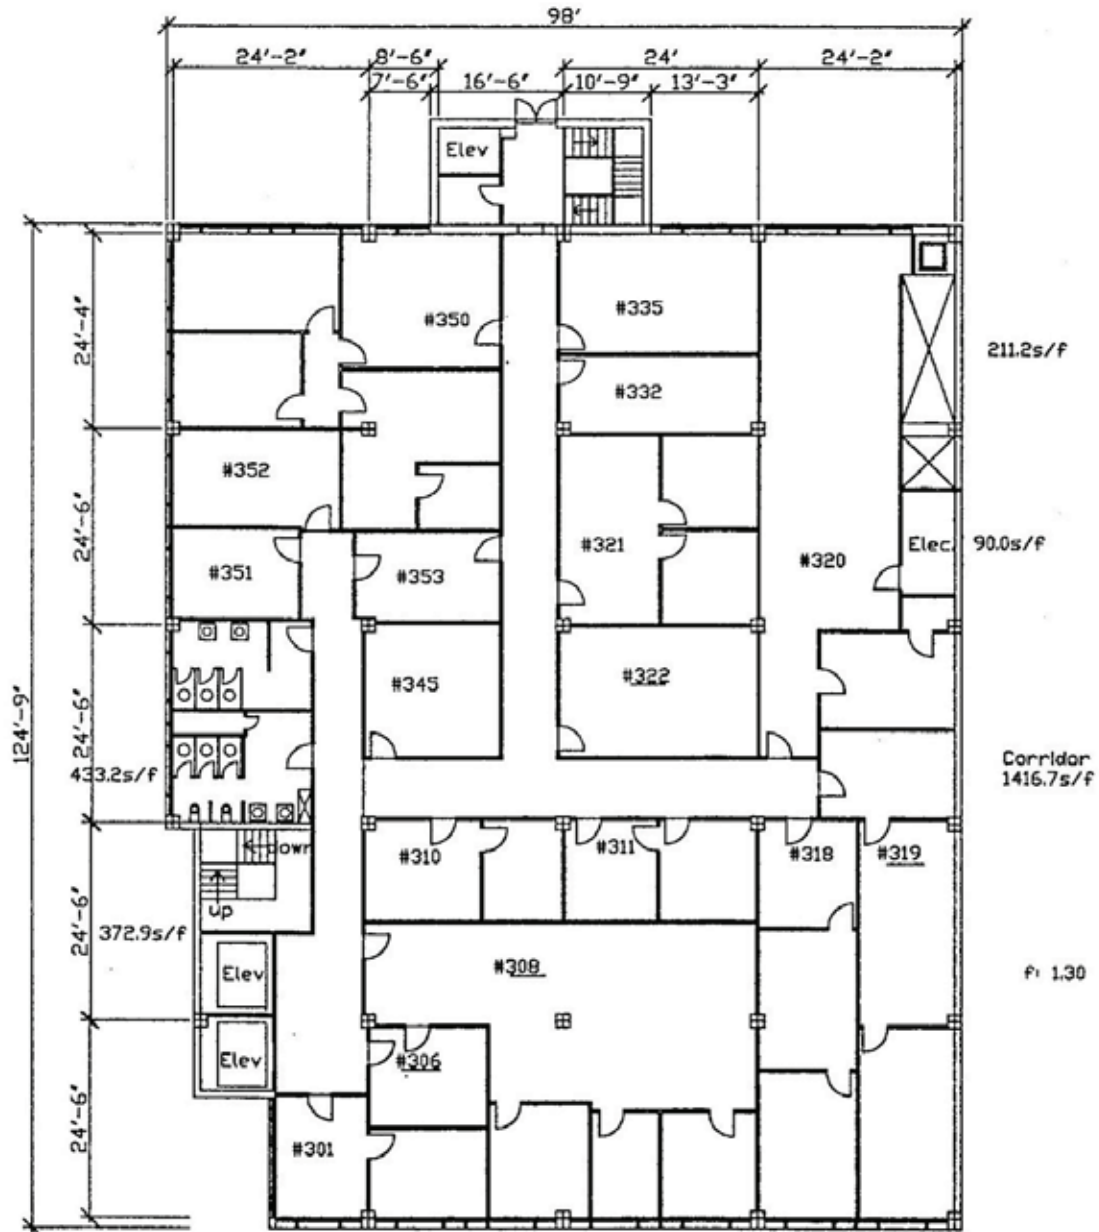 98'
24'-2"
8'-6"
24'
24'-2"
7'-6"
16'-6"
10'-9"
13'-3"
Elev
24'-4"
#350
#335
211.2s/f
#332
#352
24'-6"
#321
#320
Elec.
90.0s/f
#351
#353
124'-9"
24'-6"
#345
#322
433.2s/f
Corridor
1416.7s/f
down
#310
#311
#318
#319
up
24'-6"
372.9s/f
#308
f: 1.30
Elev
Elev
#306
24'-6"
#301